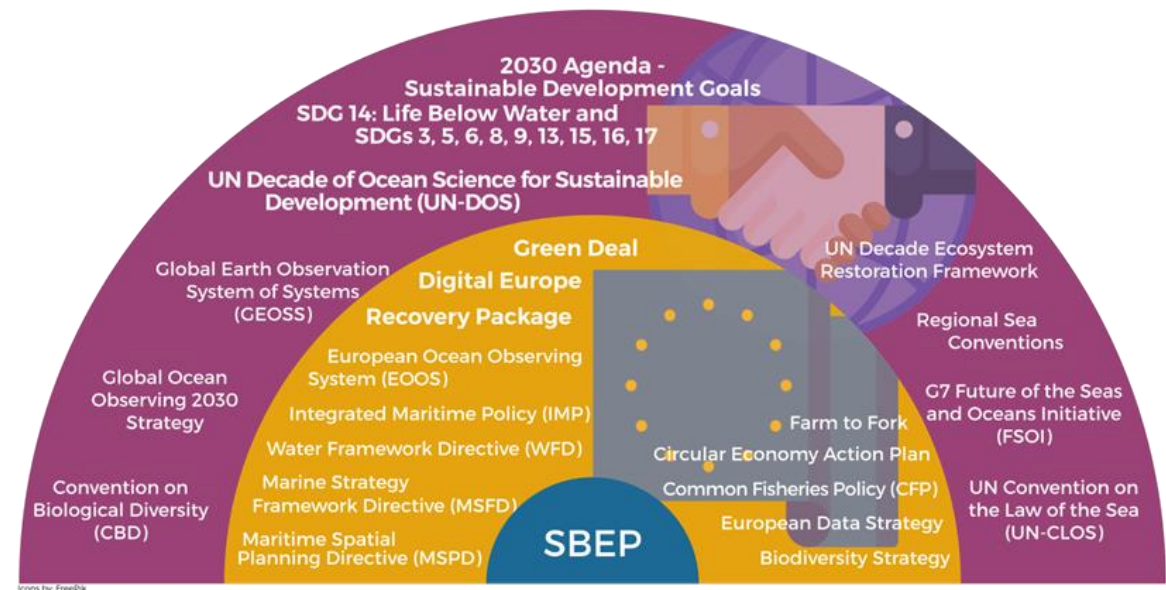 2030 Agenda -
Sustainable Development Goals
SDG 14: Life Below Water and
SDGs 3, 5, 6, 8, 9, 13, 15, 16, 17
UN Decade of Ocean Science for Sustainable
Development (UN-DOS)
Global Earth Observation
System of Systems
(GEOSS)
Global Ocean
Observing 2030
Strategy
Convention on
Biological Diversity
(CBD)
UN Decade Ecosystem
Restoration Framework
Regional Sea
Conventions
G7 Future of the Seas
and Oceans Initiative
(FSOI)
UN Convention on
the Law of the Sea
(UN-CLOS)
Green Deal
Digital Europe
Recovery Package
European Ocean Observing
System (EOOS)
Integrated Maritime Policy (IMP)
Water Framework Directive (WFD)
Marine Strategy
Framework Directive (MSFD)
Maritime Spatial
Planning Directive (MSPD)
Farm to Fork
Circular Economy Action Plan
Common Fisheries Policy (CFP)
European Data Strategy
Biodiversity Strategy
SBEP
Icons by: FreePik